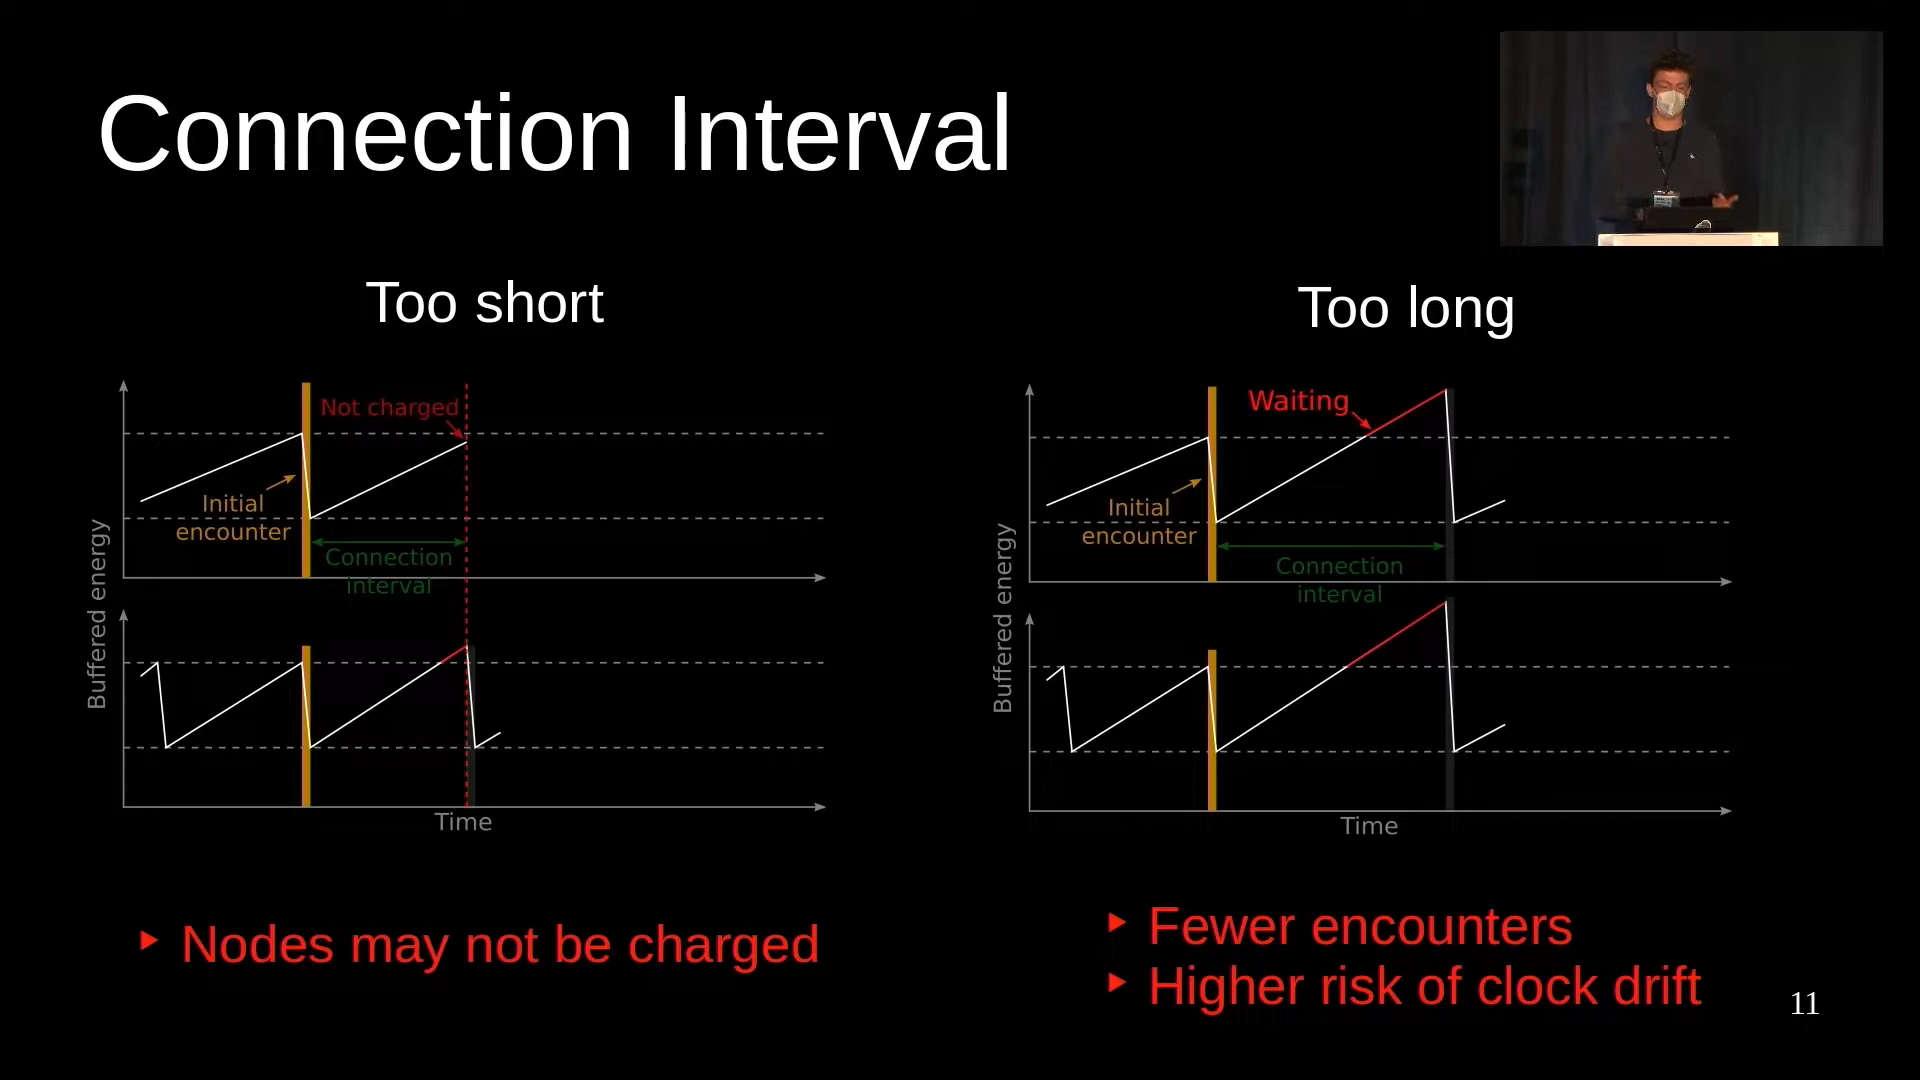 Connection Interval
Too short
Not charged
Initial
encounter
Connection
interval
Buffered energy
Time
Nodes may not be charged
Too long
Waiting
Initial
encounter
Connection
interval
Buffered energy
Time
Fewer encounters
Higher risk of clock drift
11